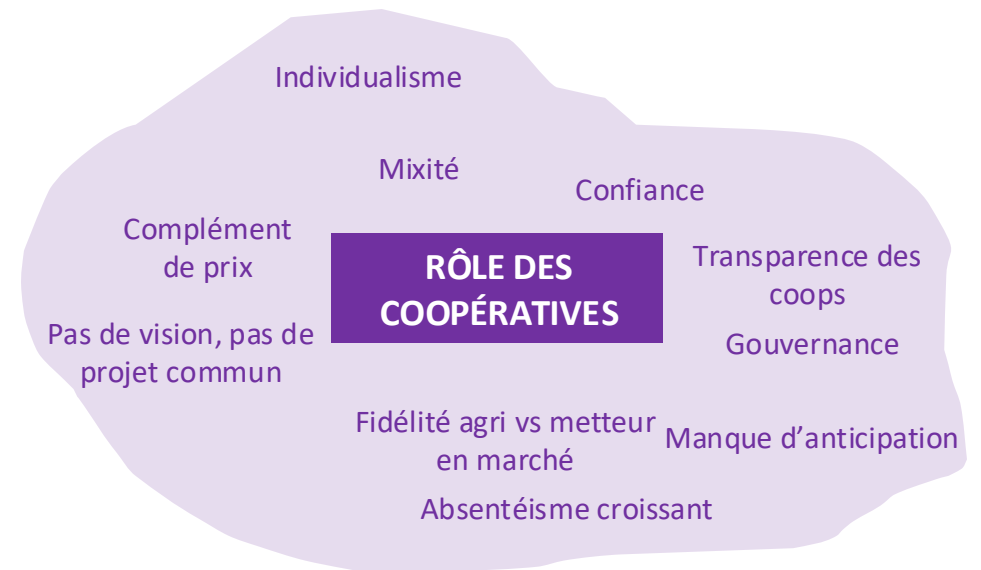 Individualisme
Mixité
Confiance
Complément
de prix
RÔLE DES
COOPÉRATIVES
Transparence des
coops
Pas de vision, pas de
projet commun
Gouvernance
Fidélité agri vs metteur
en marché
Manque d’anticipation
Absentéisme croissant